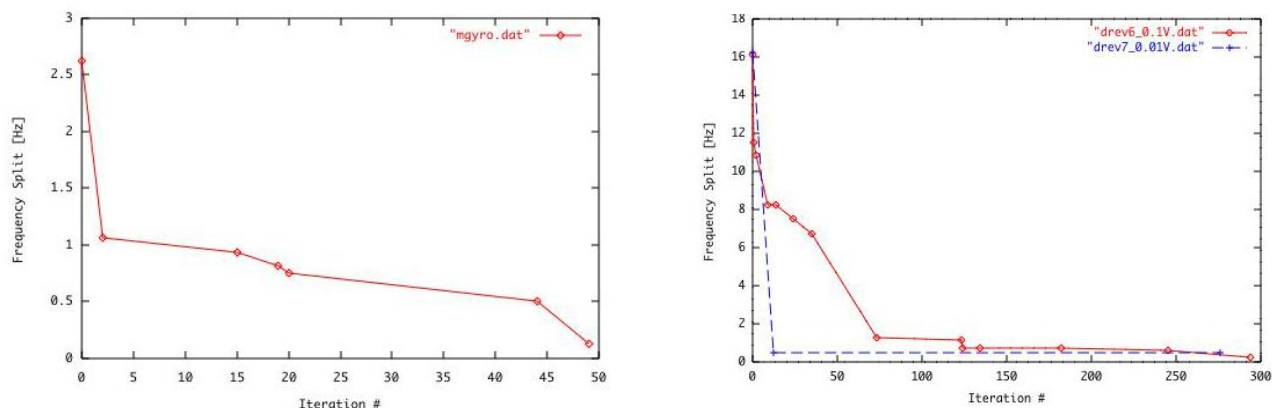 3
"mgyro.dat"
2.5
2
Frequency Split [Hz]
1.5
1
0.5
0
0 5 10 15 20 25 30 35 40 45 50
Iteration #
18
"drev6_0.1V.dat"
"drev7_0.01V.dat"
16
14
12
10
Frequency Split [Hz]
8
6
4
2
0
0 50 100 150 200 250 300
Iteration #